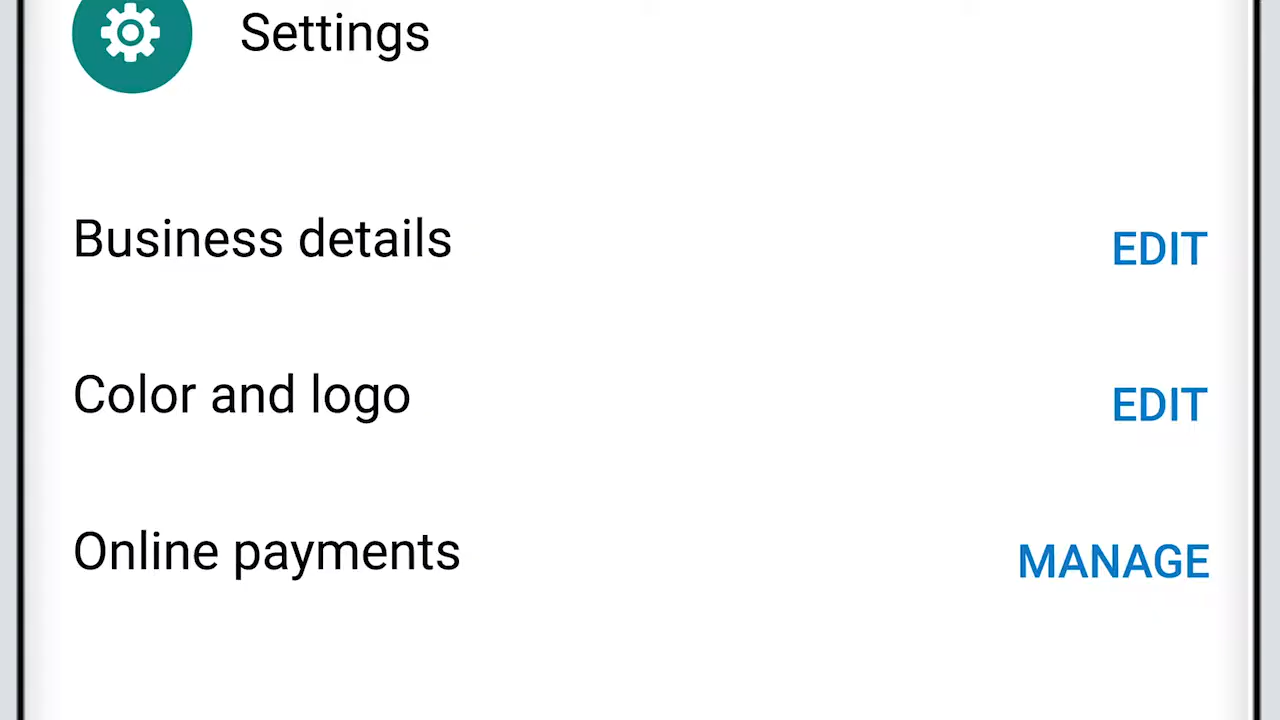 Settings
Business details EDIT
Color and logo EDIT
Online payments MANAGE